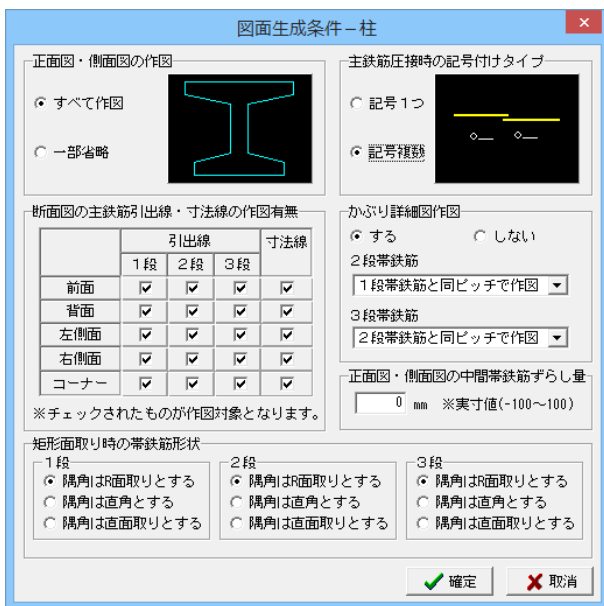 図面生成条件－柱
正面図・側面図の作図
すべて作図
一部省略
主鉄筋圧接時の記号付けタイプ
記号１つ
記号複数
断面図の主鉄筋引出線・寸法線の作図有無
引出線 寸法線
１段 ２段 ３段
前面
背面
左側面
右側面
コーナー
※チェックされたものが作図対象となります。
かぶり詳細図作図
する しない
２段帯鉄筋
１段帯鉄筋と同ピッチで作図
３段帯鉄筋
２段帯鉄筋と同ピッチで作図
正面図・側面図の中間帯鉄筋ずらし量
0 mm ※実寸値(-100～100)
矩形面取り時の帯鉄筋形状
１段
隅角はR面取りとする
隅角は直角とする
隅角は直面取りとする
２段
隅角はR面取りとする
隅角は直角とする
隅角は直面取りとする
３段
隅角はR面取りとする
隅角は直角とする
隅角は直面取りとする
確定 取消